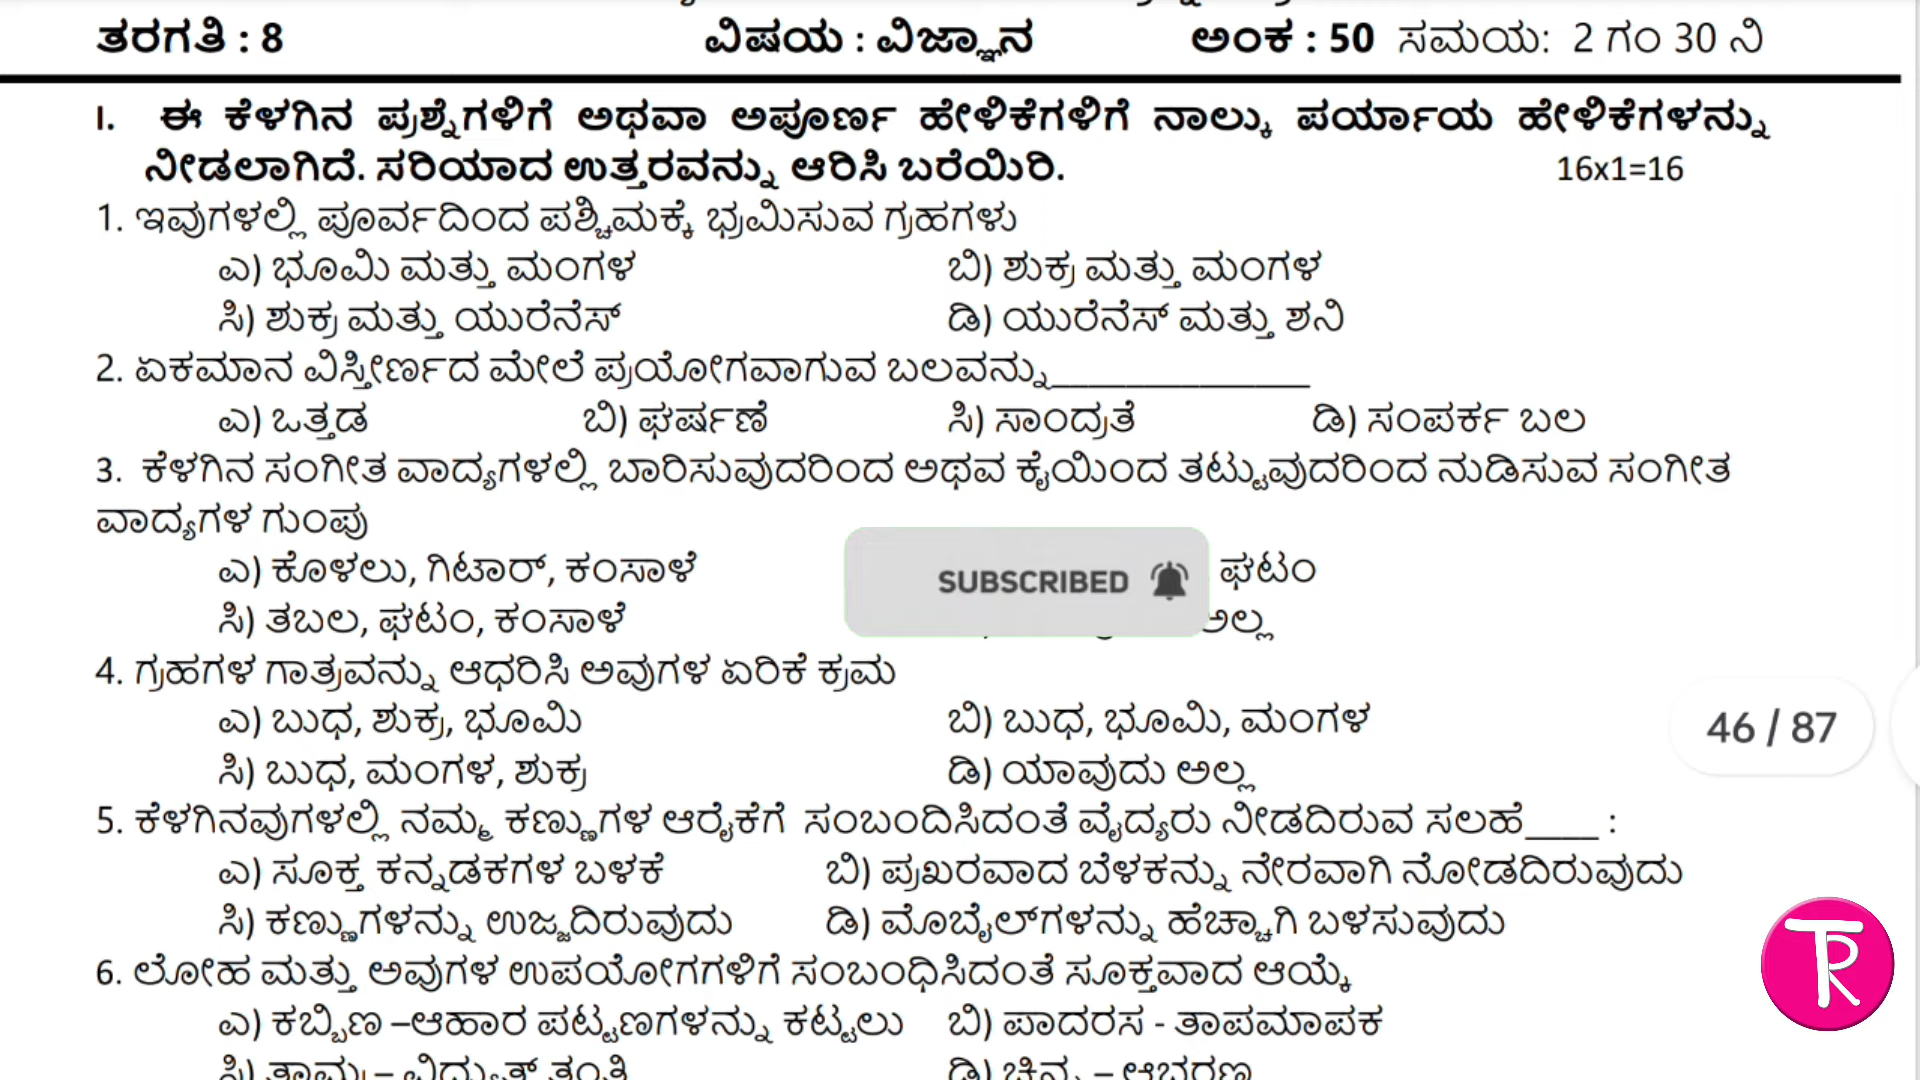 ತರಗತಿ : 8 ವಿಷಯ : ವಿಜ್ಞಾನ ಅಂಕ : 50 ಸಮಯ: 2 ಗಂ 30 ನಿ
I. ಈ ಕೆಳಗಿನ ಪ್ರಶ್ನೆಗಳಿಗೆ ಅಥವಾ ಅಪೂರ್ಣ ಹೇಳಿಕೆಗಳಿಗೆ ನಾಲ್ಕು ಪರ್ಯಾಯ ಹೇಳಿಕೆಗಳನ್ನು
ನೀಡಲಾಗಿದೆ. ಸರಿಯಾದ ಉತ್ತರವನ್ನು ಆರಿಸಿ ಬರೆಯಿರಿ. 16x1=16
1. ಇವುಗಳಲ್ಲಿ ಪೂರ್ವದಿಂದ ಪಶ್ಚಿಮಕ್ಕೆ ಭ್ರಮಿಸುವ ಗ್ರಹಗಳು
ಎ) ಭೂಮಿ ಮತ್ತು ಮಂಗಳ ಬಿ) ಶುಕ್ರ ಮತ್ತು ಮಂಗಳ
ಸಿ) ಶುಕ್ರ ಮತ್ತು ಯುರೆನೆಸ್ ಡಿ) ಯುರೆನೆಸ್ ಮತ್ತು ಶನಿ
2. ಏಕಮಾನ ವಿಸ್ತೀರ್ಣದ ಮೇಲೆ ಪ್ರಯೋಗವಾಗುವ ಬಲವನ್ನು______________
ಎ) ಒತ್ತಡ ಬಿ) ಘರ್ಷಣೆ ಸಿ) ಸಾಂದ್ರತೆ ಡಿ) ಸಂಪರ್ಕ ಬಲ
3. ಕೆಳಗಿನ ಸಂಗೀತ ವಾದ್ಯಗಳಲ್ಲಿ ಬಾರಿಸುವುದರಿಂದ ಅಥವ ಕೈಯಿಂದ ತಟ್ಟುವುದರಿಂದ ನುಡಿಸುವ ಸಂಗೀತ
ವಾದ್ಯಗಳ ಗುಂಪು
ಎ) ಕೊಳಲು, ಗಿಟಾರ್, ಕಂಸಾಳೆ ಘಟಂ
SUBSCRIBED
ಸಿ) ತಬಲ, ಘಟಂ, ಕಂಸಾಳೆ ಅಲ್ಲ
4. ಗ್ರಹಗಳ ಗಾತ್ರವನ್ನು ಆಧರಿಸಿ ಅವುಗಳ ಏರಿಕೆ ಕ್ರಮ
ಎ) ಬುಧ, ಶುಕ್ರ, ಭೂಮಿ ಬಿ) ಬುಧ, ಭೂಮಿ, ಮಂಗಳ
46 / 87
ಸಿ) ಬುಧ, ಮಂಗಳ, ಶುಕ್ರ ಡಿ) ಯಾವುದು ಅಲ್ಲ
5. ಕೆಳಗಿನವುಗಳಲ್ಲಿ ನಮ್ಮ ಕಣ್ಣುಗಳ ಆರೈಕೆಗೆ ಸಂಬಂದಿಸಿದಂತೆ ವೈದ್ಯರು ನೀಡದಿರುವ ಸಲಹೆ____ :
ಎ) ಸೂಕ್ತ ಕನ್ನಡಕಗಳ ಬಳಕೆ ಬಿ) ಪ್ರಖರವಾದ ಬೆಳಕನ್ನು ನೇರವಾಗಿ ನೋಡದಿರುವುದು
ಸಿ) ಕಣ್ಣುಗಳನ್ನು ಉಜ್ಜದಿರುವುದು ಡಿ) ಮೊಬೈಲ್‌ಗಳನ್ನು ಹೆಚ್ಚಾಗಿ ಬಳಸುವುದು
6. ಲೋಹ ಮತ್ತು ಅವುಗಳ ಉಪಯೋಗಗಳಿಗೆ ಸಂಬಂಧಿಸಿದಂತೆ ಸೂಕ್ತವಾದ ಆಯ್ಕೆ
ಎ) ಕಬ್ಬಿಣ –ಆಹಾರ ಪಟ್ಟಣಗಳನ್ನು ಕಟ್ಟಲು ಬಿ) ಪಾದರಸ - ತಾಪಮಾಪಕ
ಸಿ) ತಾಮ್ರ – ವಿದ್ಯುತ್ ತಂತಿ ಡಿ) ಚಿನ್ನ – ಆಭರಣ